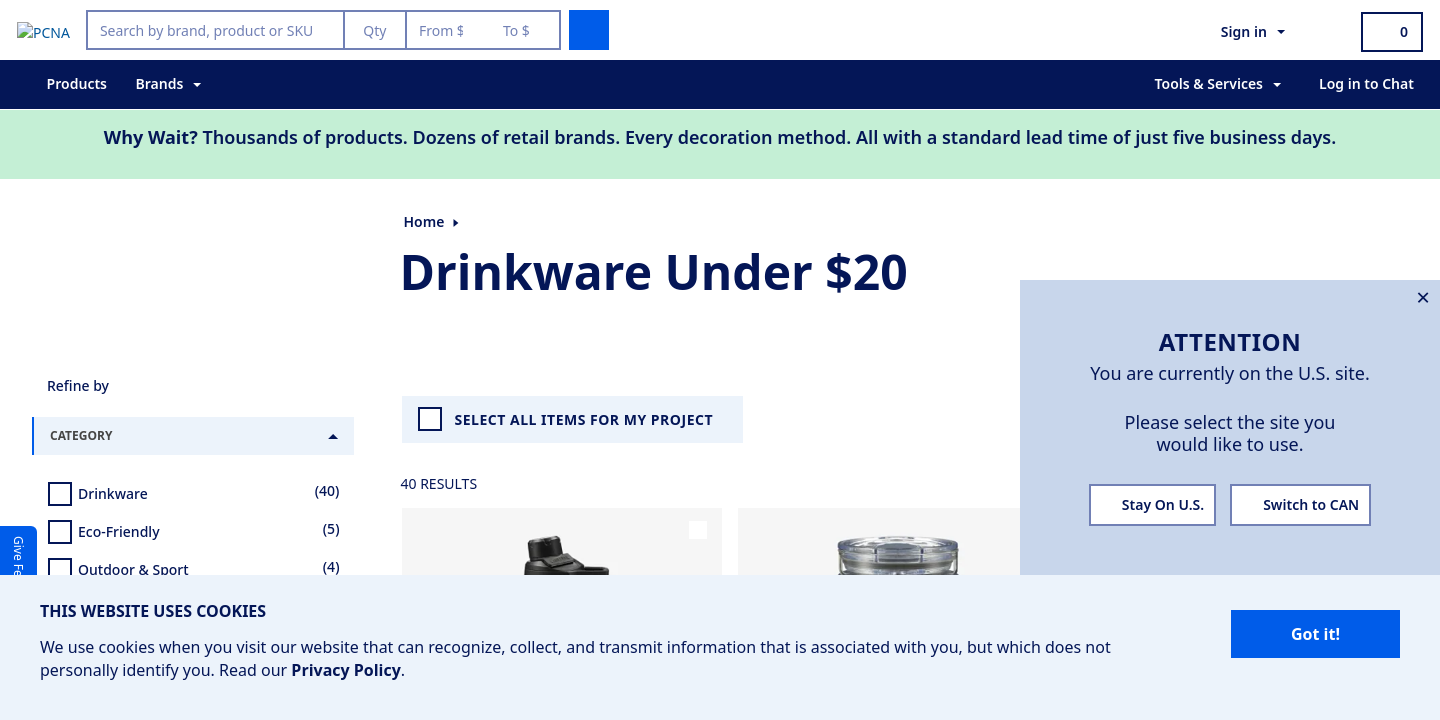 PCNA
Search by brand, product or SKU
Qty
From $
To $
Sign in
0
Products
Brands
Tools & Services
Log in to Chat
Why Wait? Thousands of products. Dozens of retail brands. Every decoration method. All with a standard lead time of just five business days.
Home
Drinkware Under $20
ATTENTION
You are currently on the U.S. site.
Please select the site you
would like to use.
Stay On U.S.
Switch to CAN
Refine by
CATEGORY
SELECT ALL ITEMS FOR MY PROJECT
40 RESULTS
Drinkware (40)
Eco-Friendly (5)
Outdoor & Sport (4)
Give Fe
THIS WEBSITE USES COOKIES
We use cookies when you visit our website that can recognize, collect, and transmit information that is associated with you, but which does not
personally identify you. Read our Privacy Policy.
Got it!